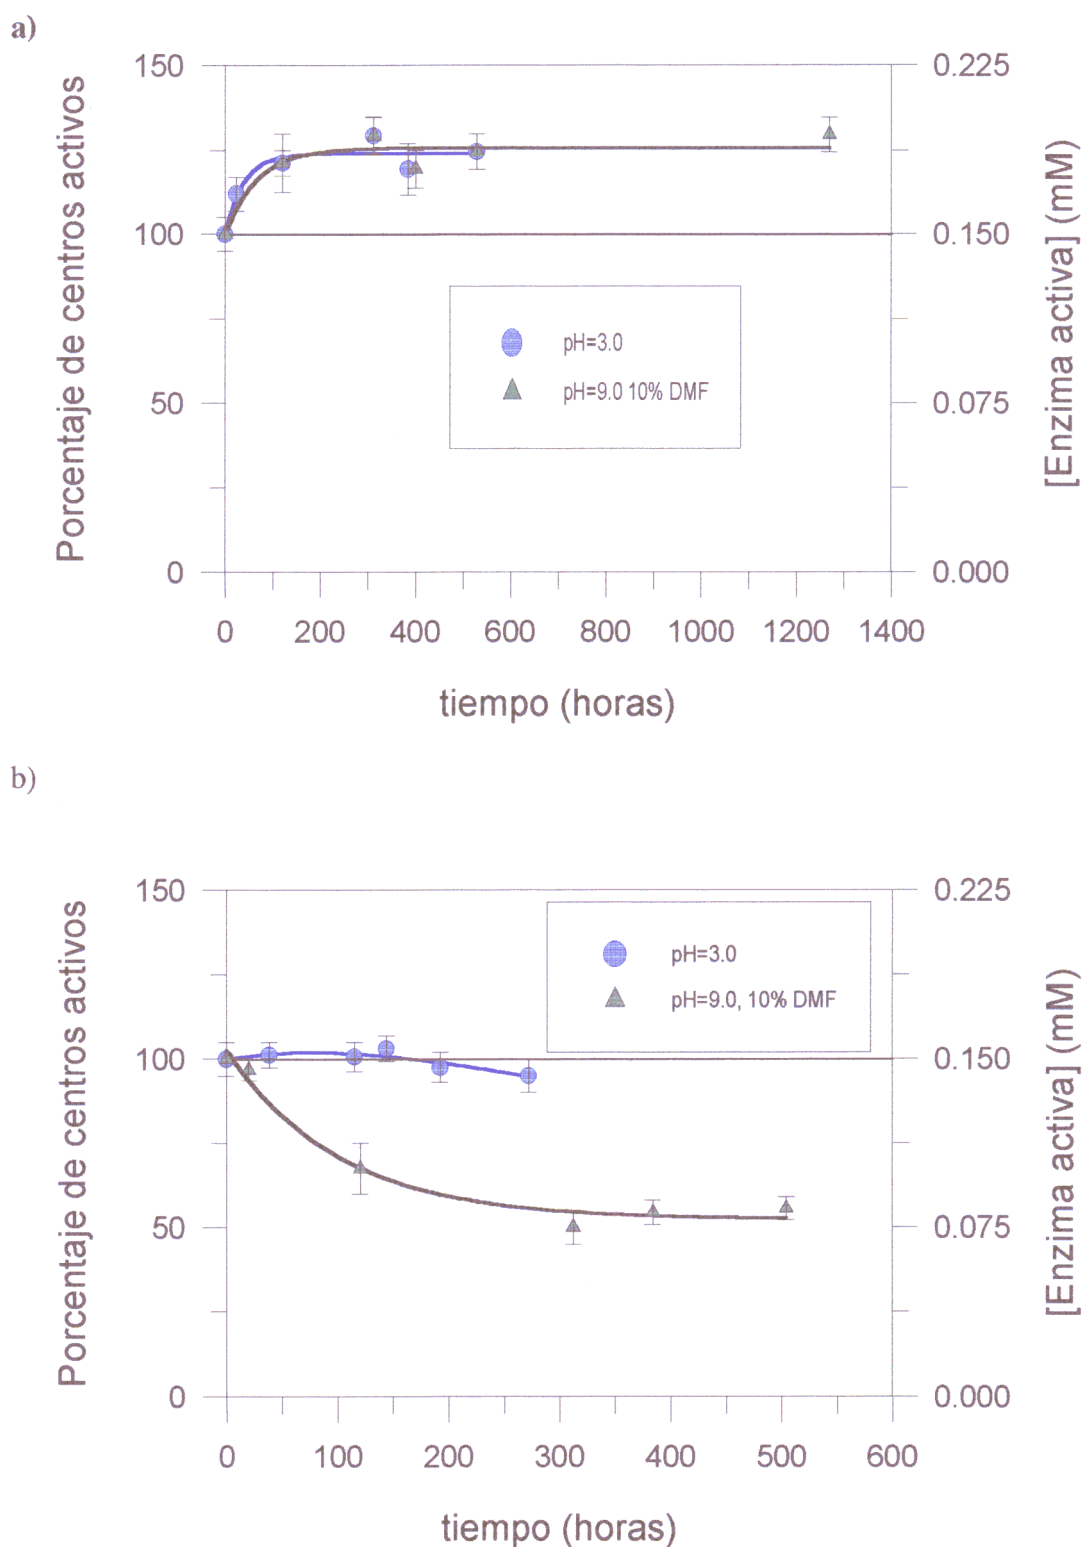 a)
Porcentaje de centros activos
150
100
50
0
0.225
0.150
0.075
0.000
[Enzima activa] (mM)
pH=3.0
pH=9.0 10% DMF
0 200 400 600 800 1000 1200 1400
tiempo (horas)
b)
Porcentaje de centros activos
150
100
50
0
0.225
0.150
0.075
0.000
[Enzima activa] (mM)
pH=3.0
pH=9.0, 10% DMF
0 100 200 300 400 500 600
tiempo (horas)